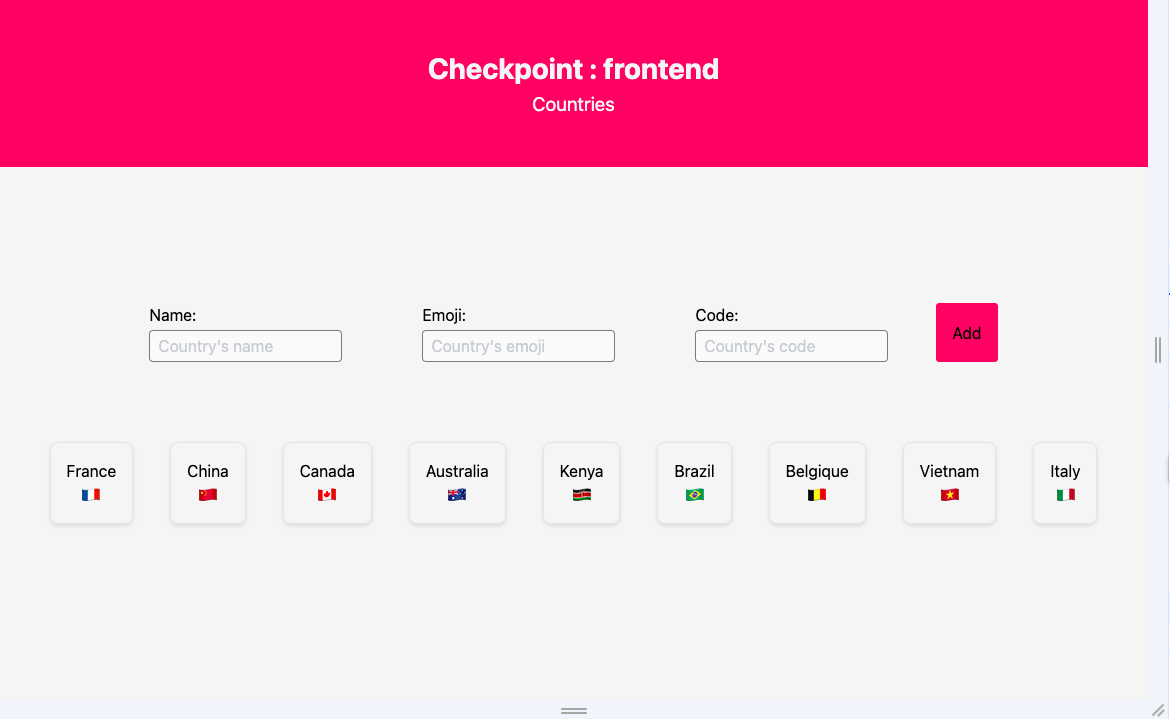 Checkpoint : frontend
Countries
Name: Emoji: Code:
Country's name Country's emoji Country's code Add
France China Canada Australia Kenya Brazil Belgique Vietnam Italy
🇫🇷 🇨🇳 🇨🇦 🇦🇺 🇰🇪 🇧🇷 🇧🇪 🇻🇳 🇮🇹